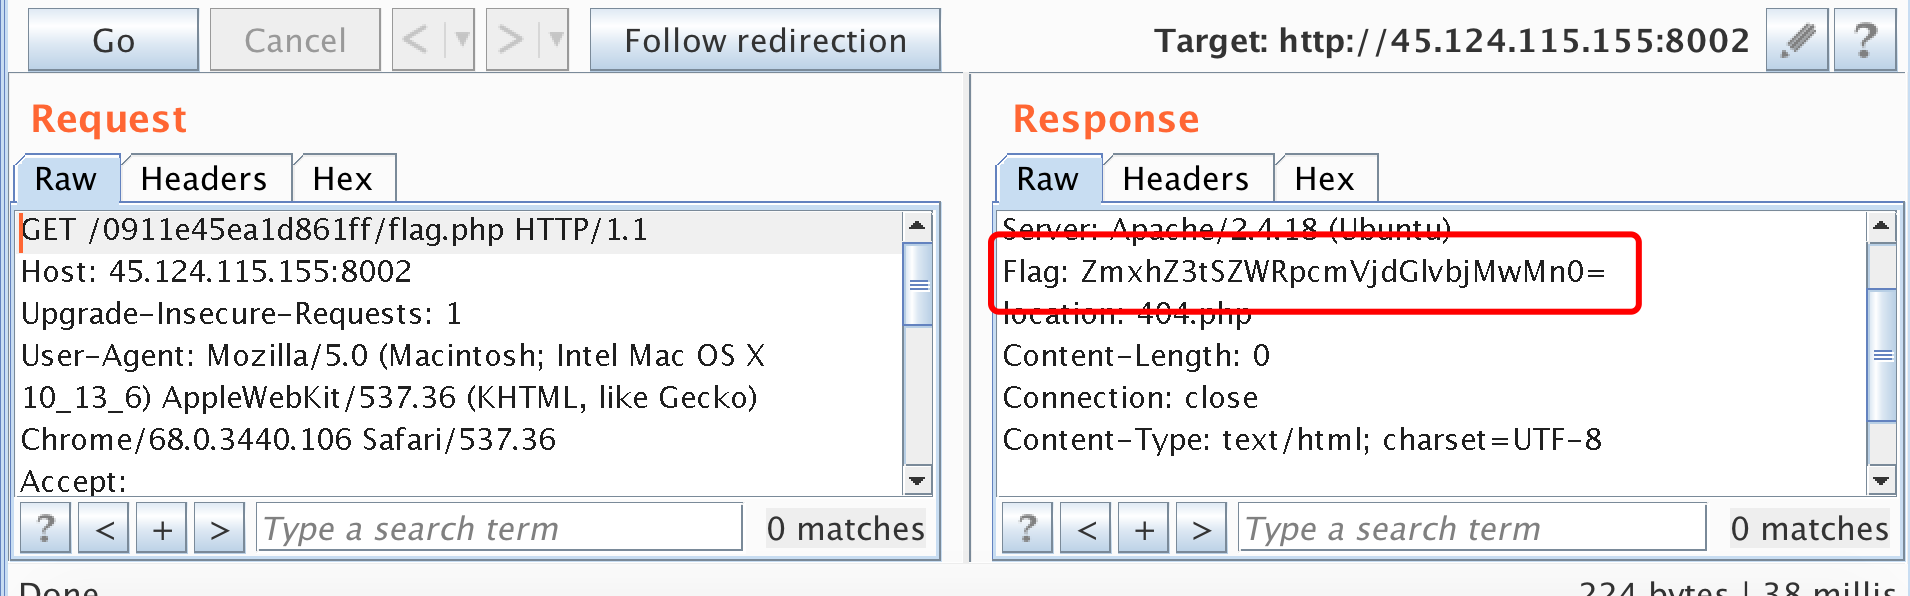 Go Cancel < > Follow redirection Target: http://45.124.115.155:8002 ?
Request
Raw Headers Hex
GET /0911e45ea1d861ff/flag.php HTTP/1.1
Host: 45.124.115.155:8002
Upgrade-Insecure-Requests: 1
User-Agent: Mozilla/5.0 (Macintosh; Intel Mac OS X
10_13_6) AppleWebKit/537.36 (KHTML, like Gecko)
Chrome/68.0.3440.106 Safari/537.36
Accept:
? < + > Type a search term 0 matches
Response
Raw Headers Hex
Server: Apache/2.4.18 (Ubuntu)
Flag: ZmxhZ3tSZWRpcmVjdGlvbjMwMn0=
location: 404.php
Content-Length: 0
Connection: close
Content-Type: text/html; charset=UTF-8
? < + > Type a search term 0 matches
Done
224 bytes | 38 millis